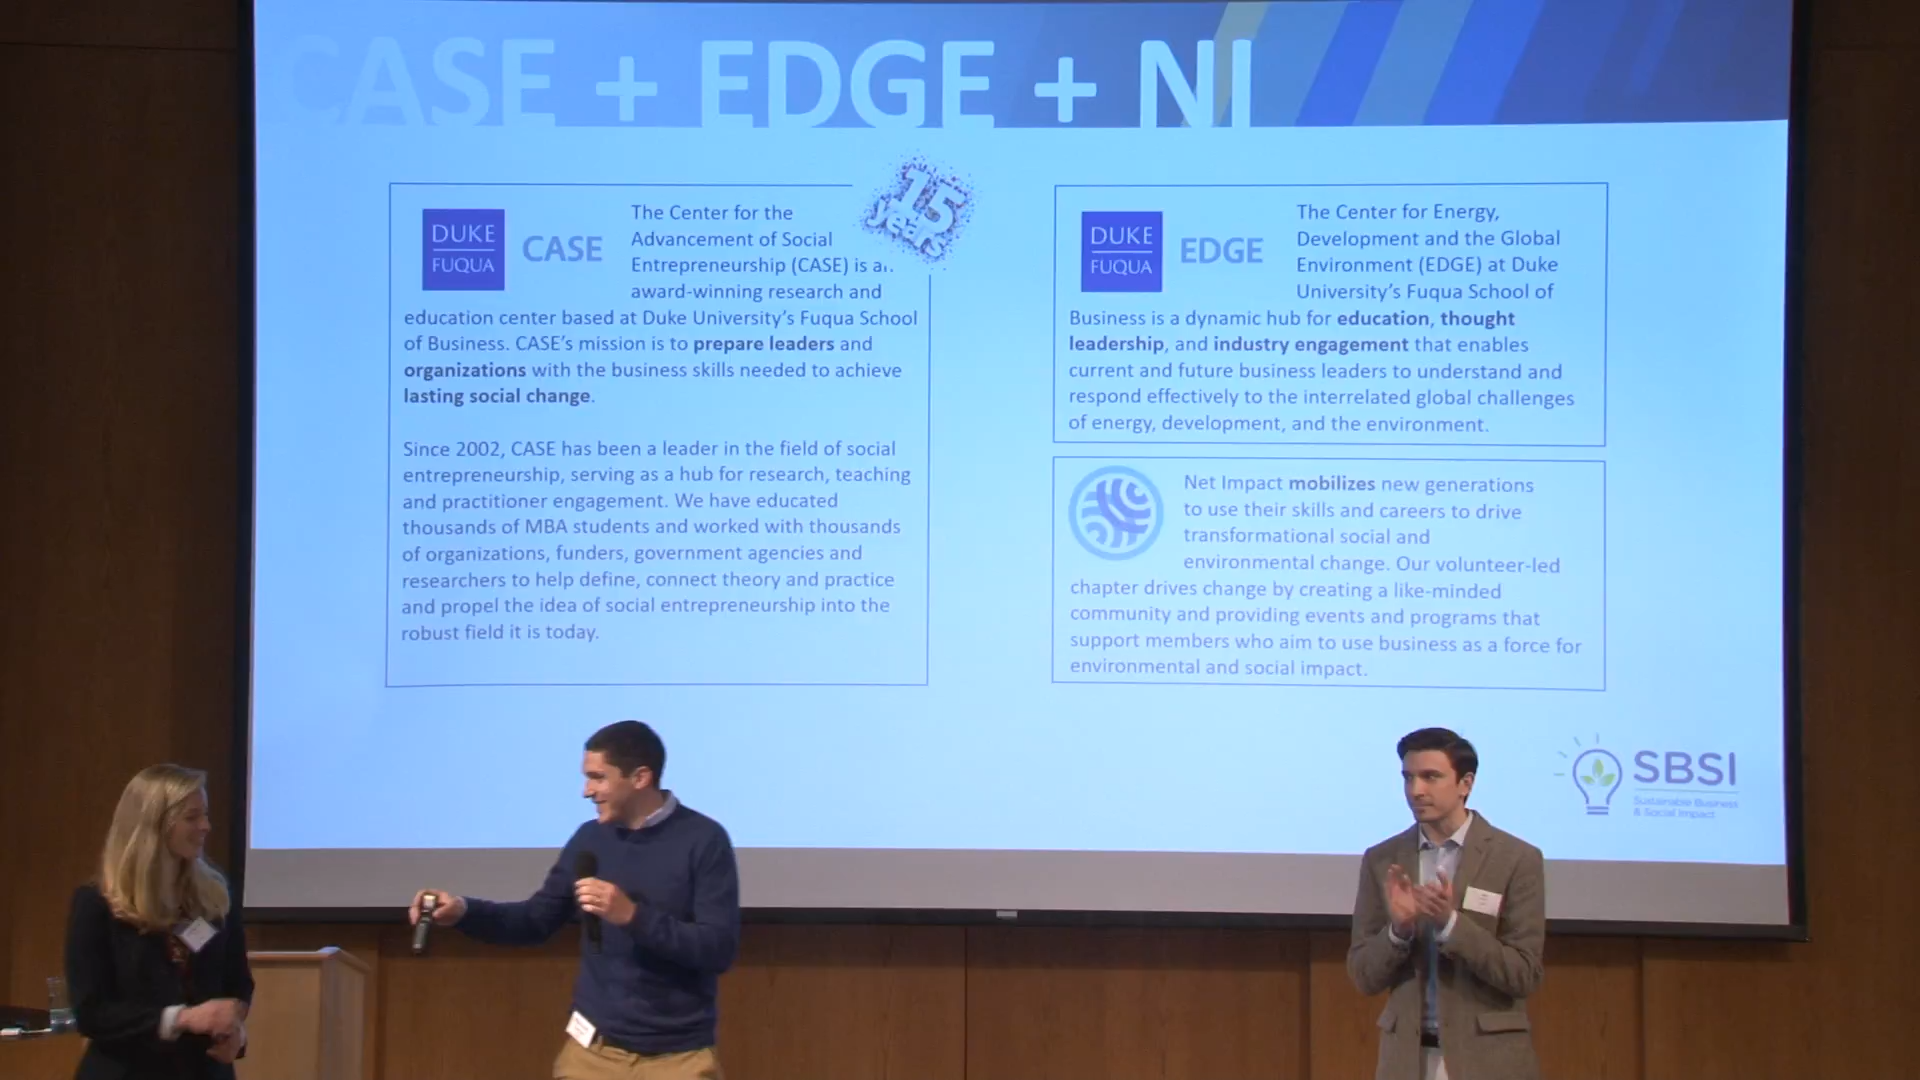 CASE + EDGE + NI
15
years
DUKE
FUQUA
CASE
The Center for the
Advancement of Social
Entrepreneurship (CASE) is
award-winning research and
education center based at Duke University’s Fuqua School
of Business. CASE’s mission is to prepare leaders and
organizations with the business skills needed to achieve
lasting social change.
Since 2002, CASE has been a leader in the field of social
entrepreneurship, serving as a hub for research, teaching
and practitioner engagement. We have educated
thousands of MBA students and worked with thousands
of organizations, funders, government agencies and
researchers to help define, connect theory and practice
and propel the idea of social entrepreneurship into the
robust field it is today.
DUKE
FUQUA
EDGE
The Center for Energy,
Development and the Global
Environment (EDGE) at Duke
University’s Fuqua School of
Business is a dynamic hub for education, thought
leadership, and industry engagement that enables
current and future business leaders to understand and
respond effectively to the interrelated global challenges
of energy, development, and the environment.
Net Impact mobilizes new generations
to use their skills and careers to drive
transformational social and
environmental change. Our volunteer-led
chapter drives change by creating a like-minded
community and providing events and programs that
support members who aim to use business as a force for
environmental and social impact.
SBSI
Sustainable Business
& Social Impact